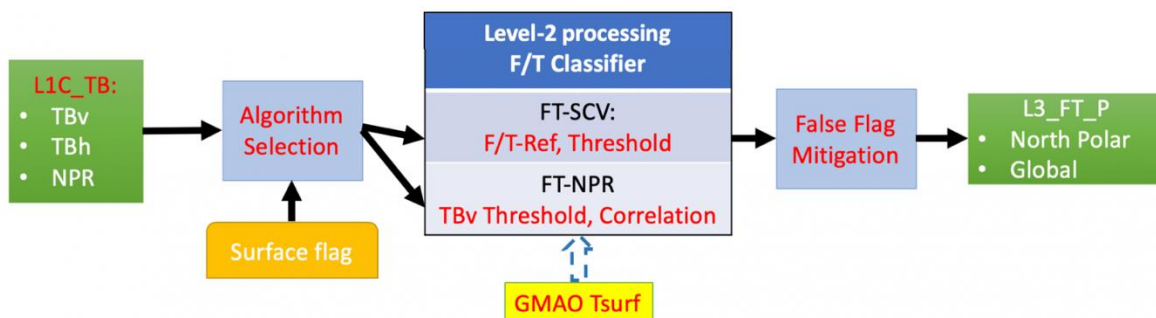 L1C_TB:
• TBv
• TBh
• NPR
Algorithm
Selection
Surface flag
Level-2 processing
F/T Classifier
FT-SCV:
F/T-Ref, Threshold
FT-NPR
TBv Threshold, Correlation
GMAO Tsurf
False Flag
Mitigation
L3_FT_P
• North Polar
• Global